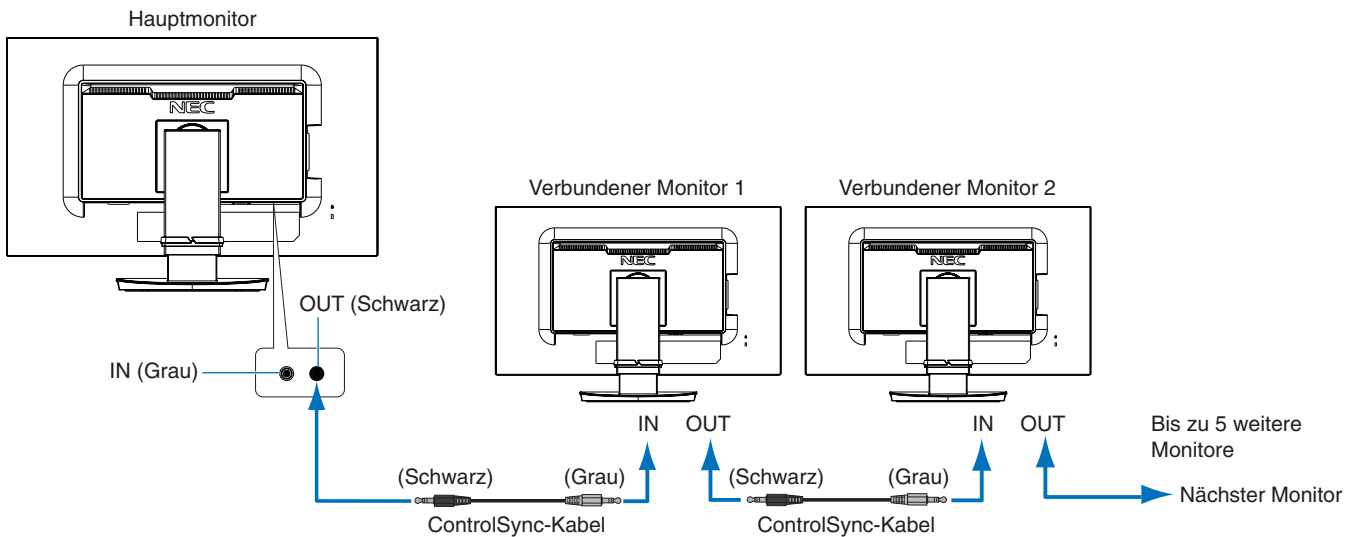 Hauptmonitor
NEC
Verbundener Monitor 1
Verbundener Monitor 2
NEC
NEC
OUT (Schwarz)
IN (Grau)
IN
OUT
IN
OUT
Bis zu 5 weitere
Monitore
(Schwarz)
(Grau)
(Schwarz)
(Grau)
Nächster Monitor
ControlSync-Kabel
ControlSync-Kabel